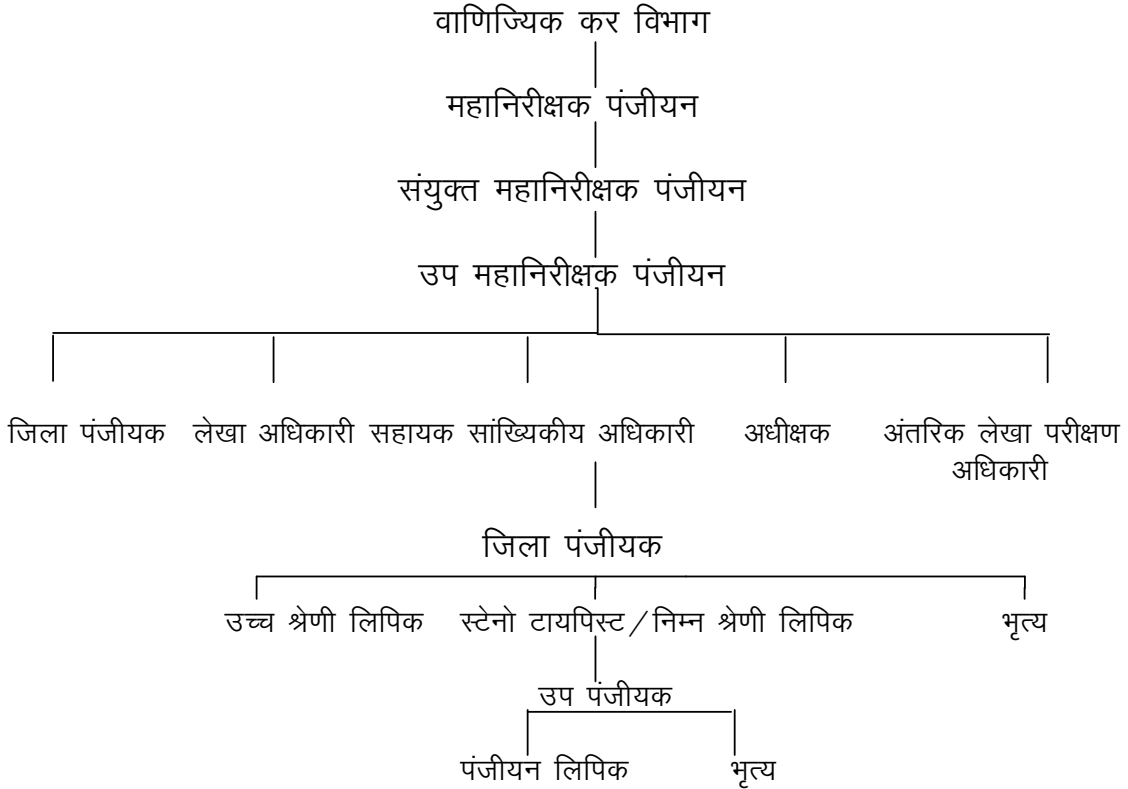 वाणिज्यिक कर विभाग
महानिरीक्षक पंजीयन
संयुक्त महानिरीक्षक पंजीयन
उप महानिरीक्षक पंजीयन
जिला पंजीयक लेखा अधिकारी सहायक सांख्यिकीय अधिकारी अधीक्षक अंतरिक लेखा परीक्षण
अधिकारी
जिला पंजीयक
उच्च श्रेणी लिपिक स्टेनो टायपिस्ट/निम्न श्रेणी लिपिक भृत्य
उप पंजीयक
पंजीयन लिपिक भृत्य